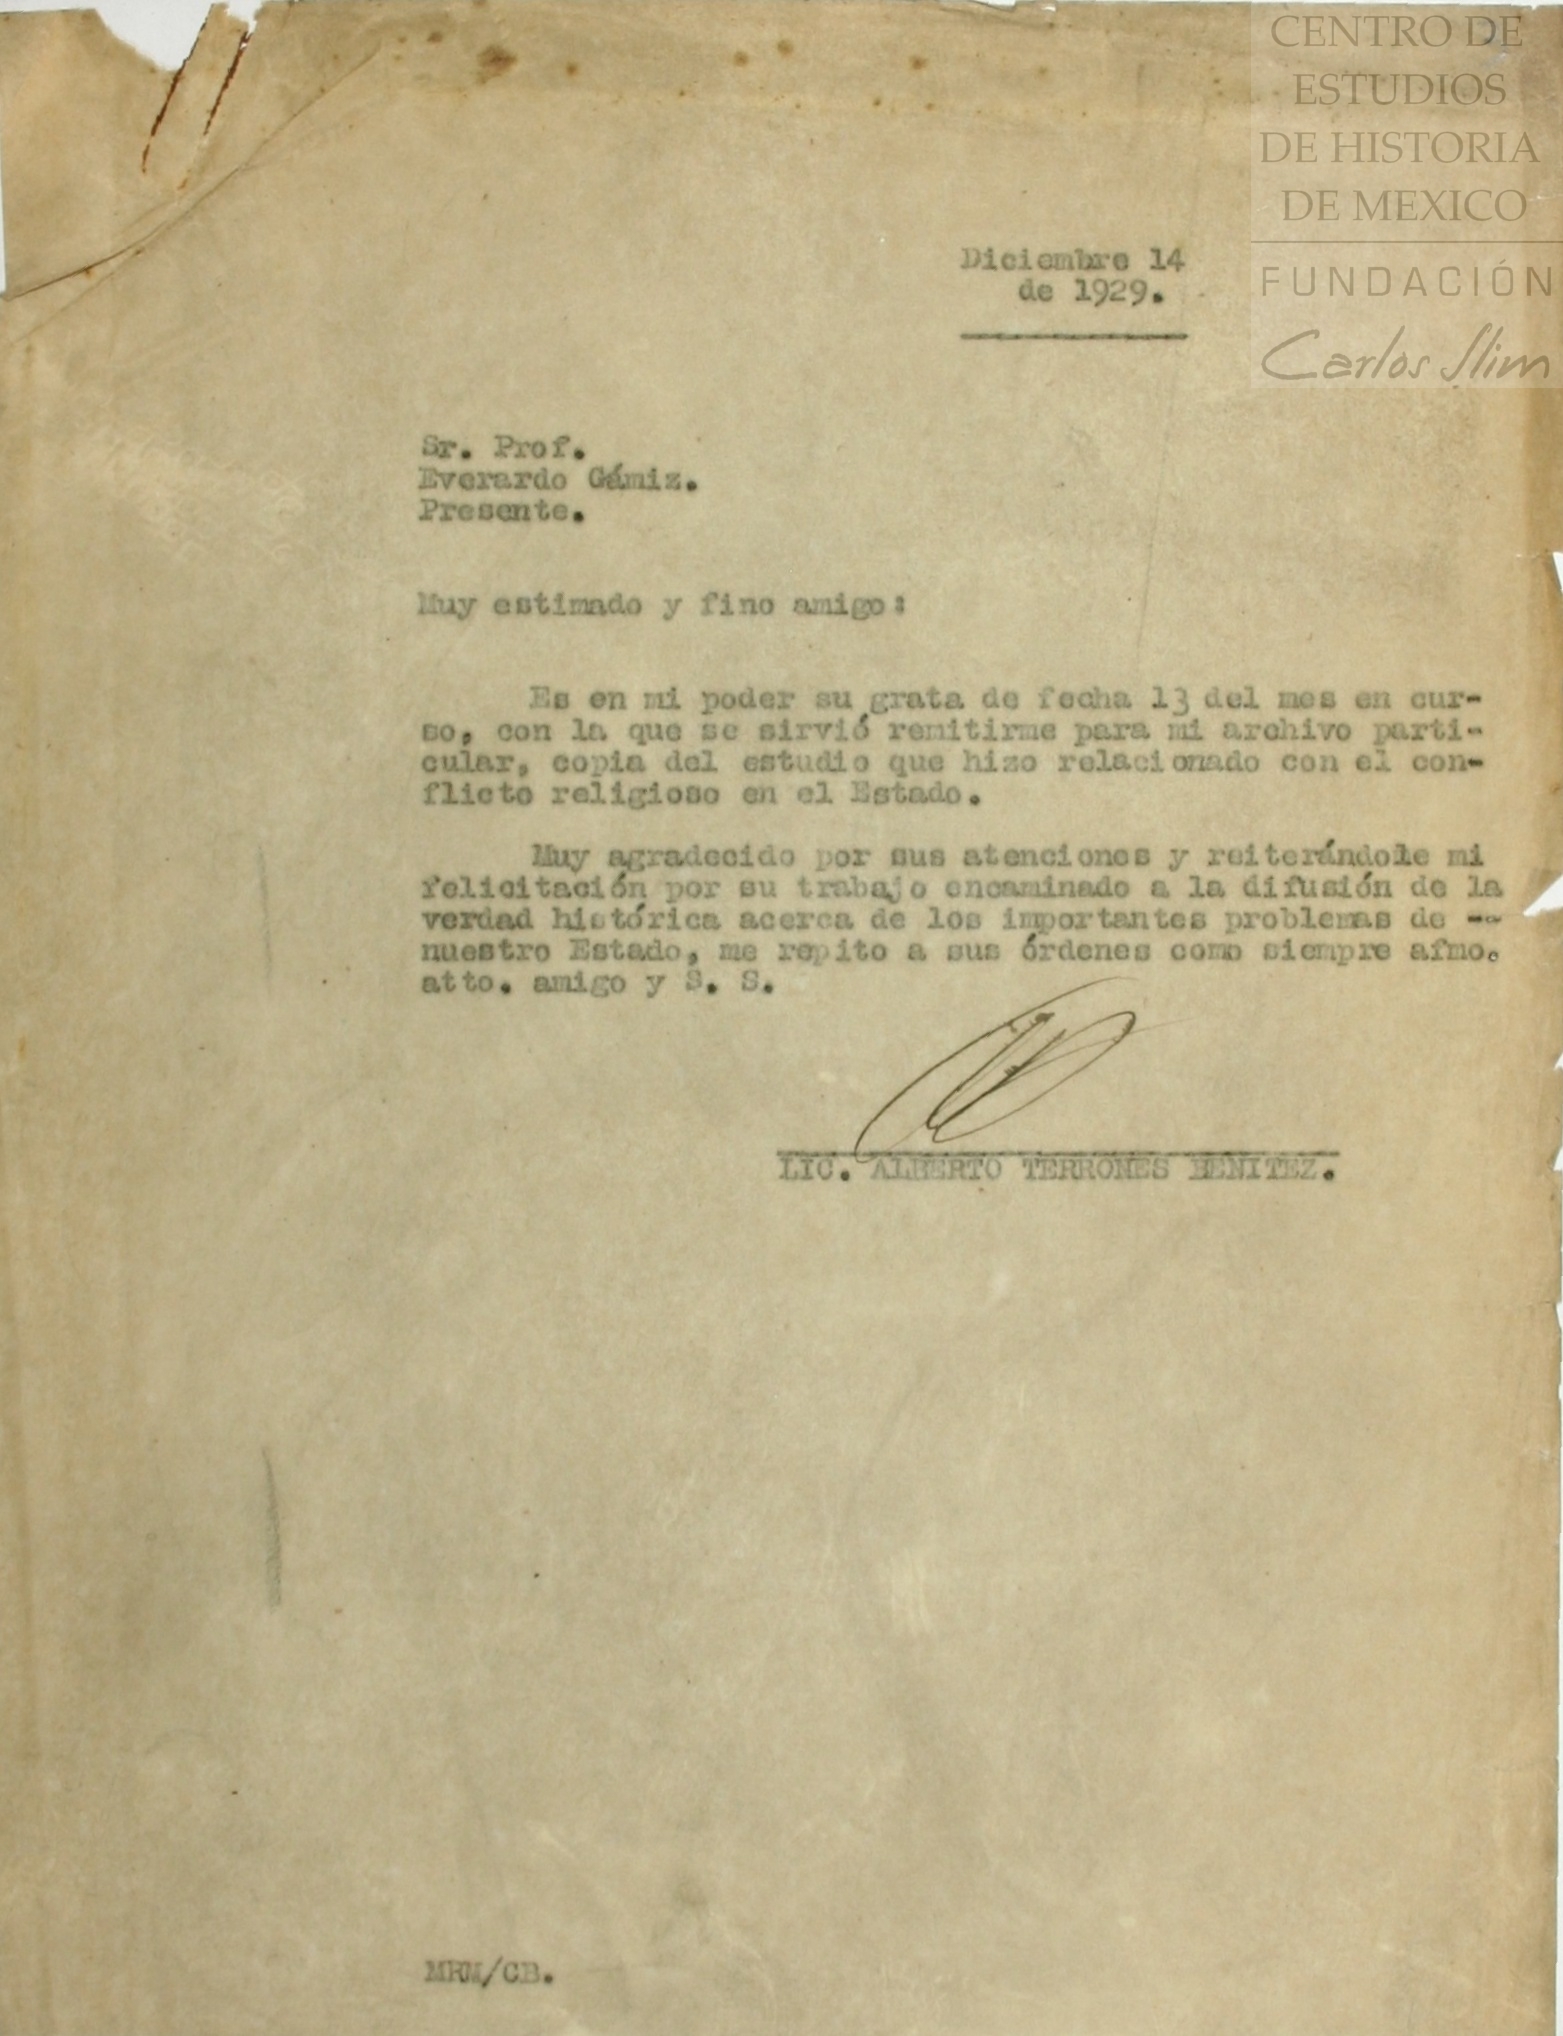 CENTRO DE
ESTUDIOS
DE HISTORIA
DE MEXICO
FUNDACIÓN
Carlos Slim
Diciembre 14
de 1929.
Sr. Prof.
Everardo Gámiz.
Presente.
Muy estimado y fino amigo:
Es en mi poder su grata de fecha 13 del mes en cur-
so, con la que se sirvió remitirme para mi archivo parti-
cular, copia del estudio que hizo relacionado con el con-
flicto religioso en el Estado.
Muy agradecido por sus atenciones y reiterándole mi
felicitación por su trabajo encaminado a la difusión de la
verdad histórica acerca de los importantes problemas de --
nuestro Estado, me repito a sus órdenes como siempre afmo.
atto. amigo y S. S.
LIC. ALBERTO TERRONES BENITEZ.
MRM/CB.